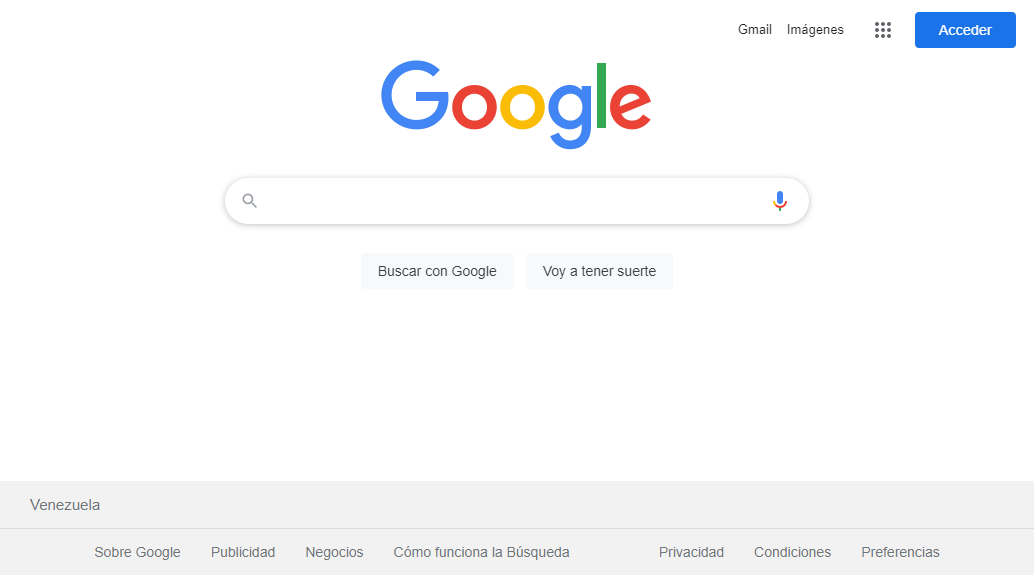 Gmail Imágenes Acceder
Google
Buscar con Google Voy a tener suerte
Venezuela
Sobre Google Publicidad Negocios Cómo funciona la Búsqueda Privacidad Condiciones Preferencias